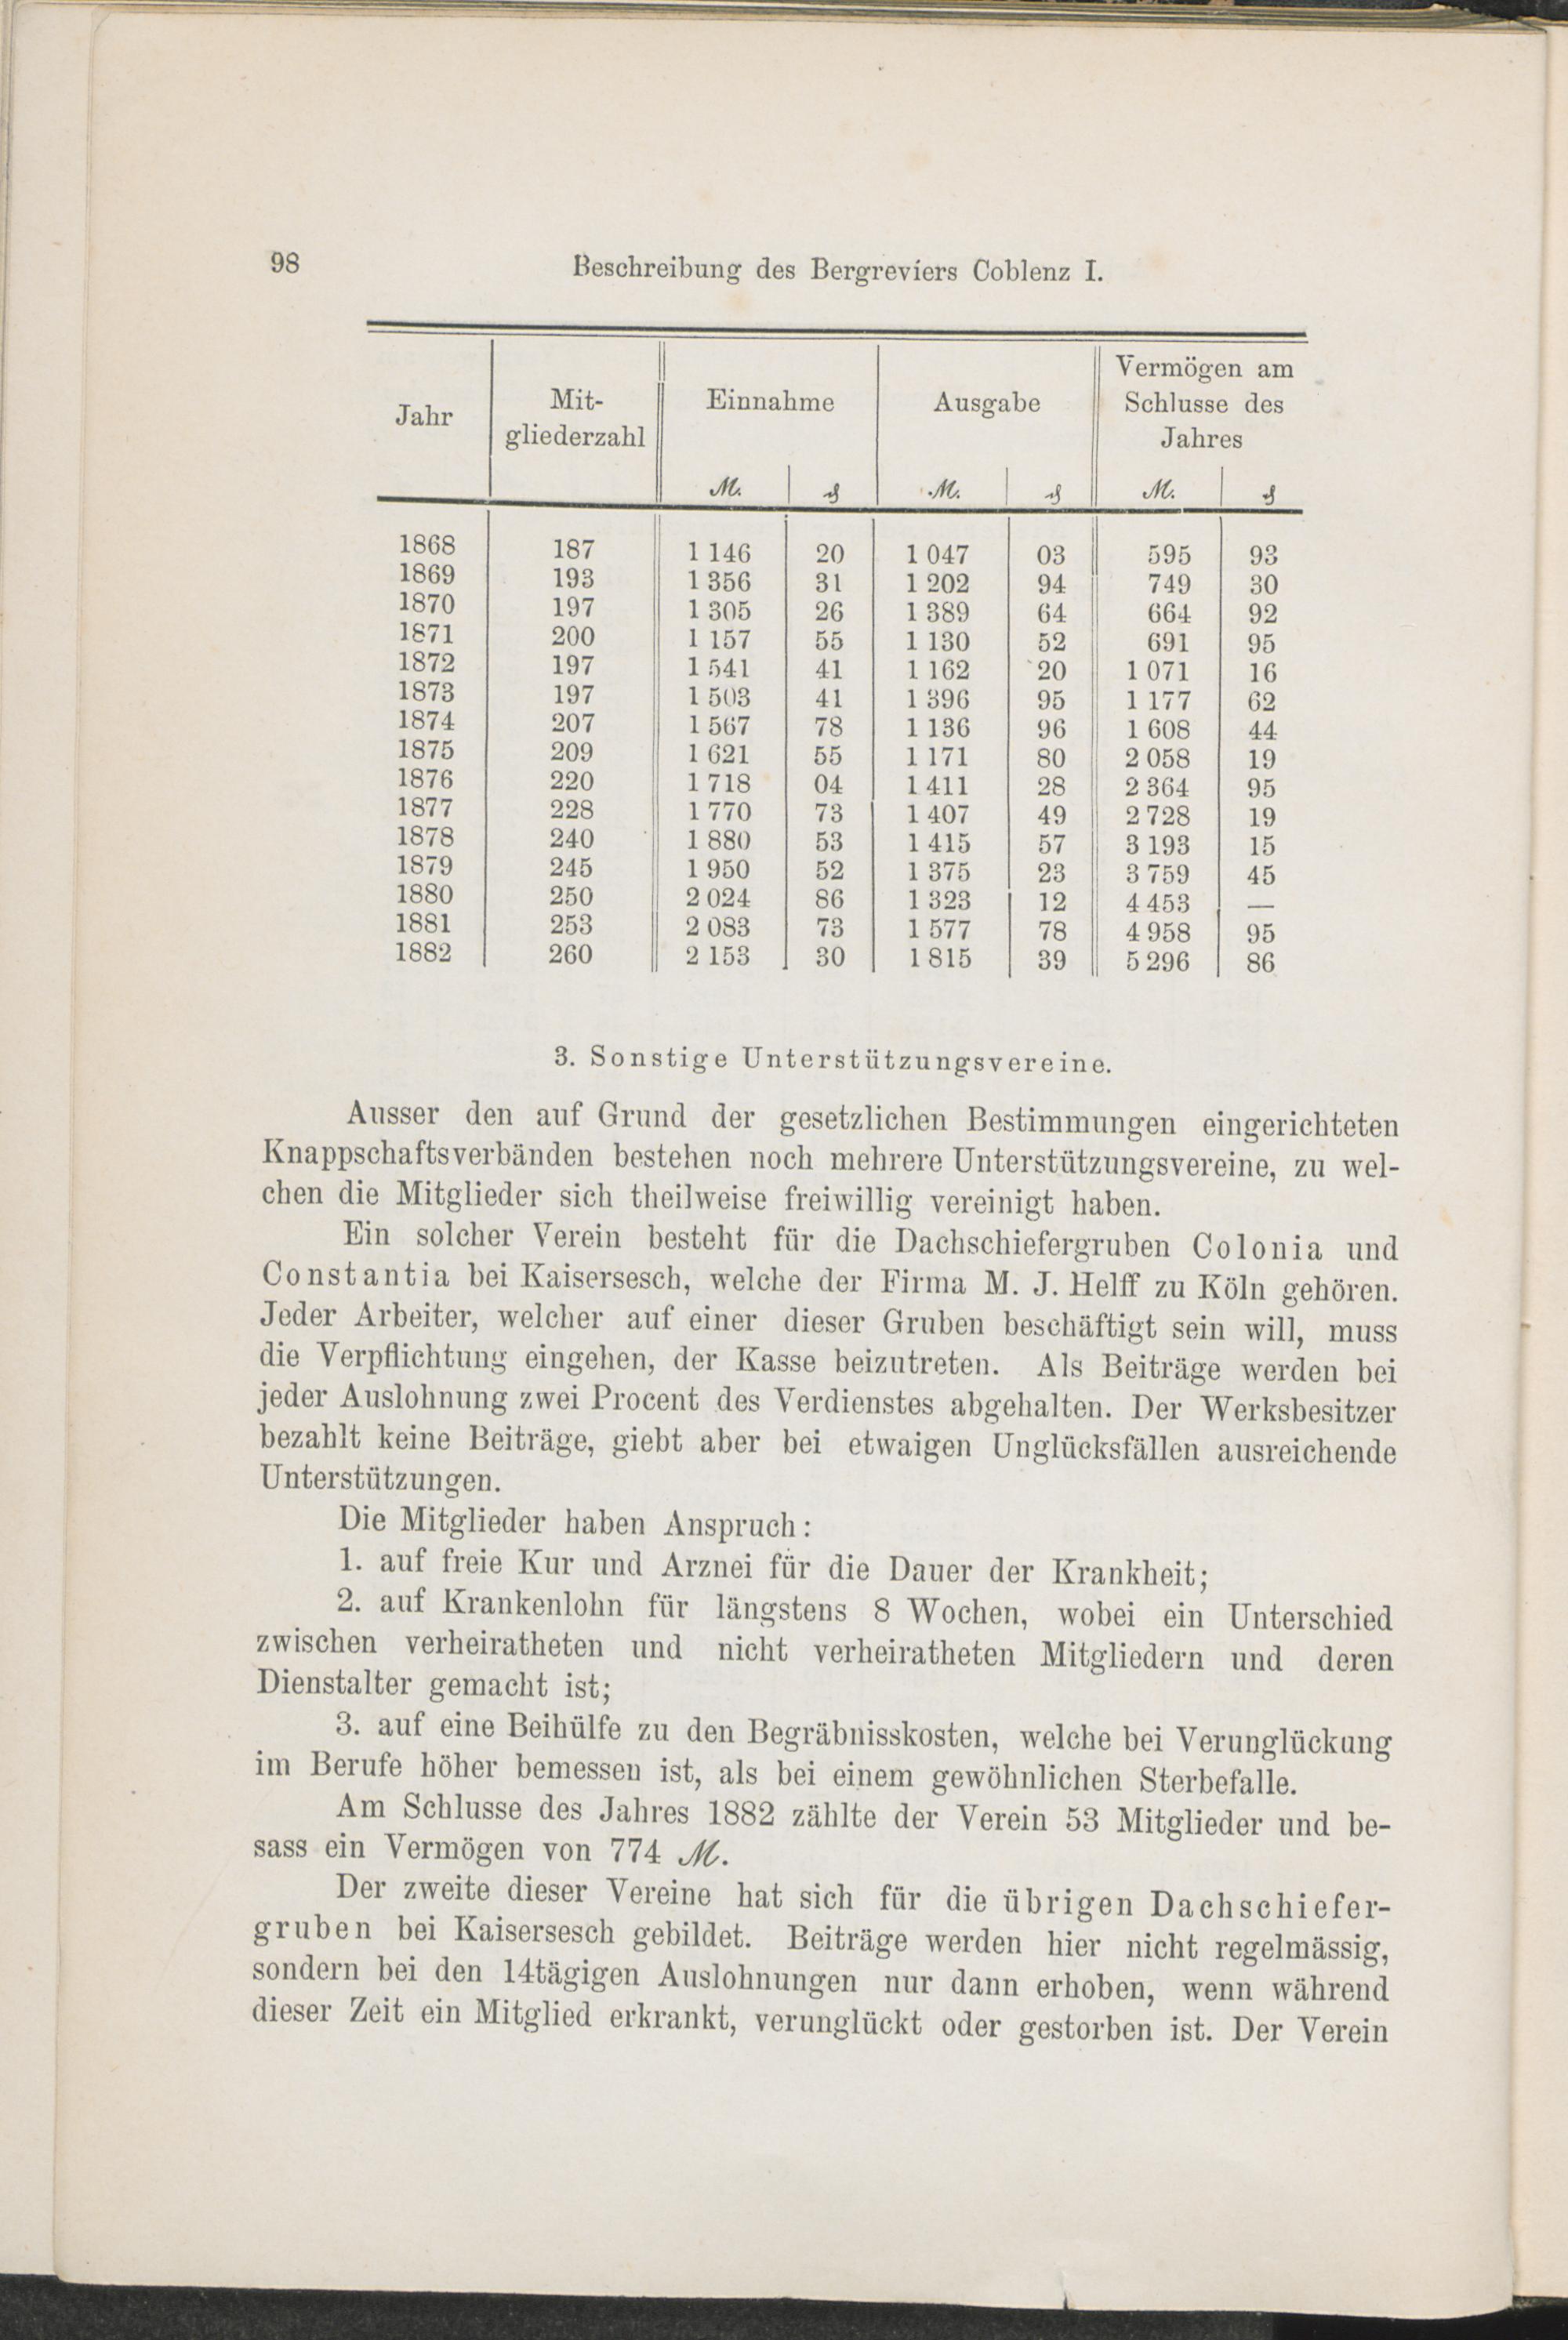 98
Beschreibung des Bergreviers Coblenz I.
Jahr Mit- Einnahme Ausgabe Vermögen am
gliederzahl Schlusse des
Jahres
M. ₰ M. ₰ M. ₰
1868 187 1 146 20 1 047 03 595 93
1869 193 1 356 31 1 202 94 749 30
1870 197 1 305 26 1 389 64 664 92
1871 200 1 157 55 1 130 52 691 95
1872 197 1 541 41 1 162 20 1 071 16
1873 197 1 503 41 1 396 95 1 177 62
1874 207 1 567 78 1 136 96 1 608 44
1875 209 1 621 55 1 171 80 2 058 19
1876 220 1 718 04 1 411 28 2 364 95
1877 228 1 770 73 1 407 49 2 728 19
1878 240 1 880 53 1 415 57 3 193 15
1879 245 1 950 52 1 375 23 3 759 45
1880 250 2 024 86 1 323 12 4 453 —
1881 253 2 083 73 1 577 78 4 958 95
1882 260 2 153 30 1 815 39 5 296 86
3. Sonstige Unterstützungsvereine.
Ausser den auf Grund der gesetzlichen Bestimmungen eingerichteten
Knappschaftsverbänden bestehen noch mehrere Unterstützungsvereine, zu wel-
chen die Mitglieder sich theilweise freiwillig vereinigt haben.
Ein solcher Verein besteht für die Dachschiefergruben Colonia und
Constantia bei Kaisersesch, welche der Firma M. J. Helff zu Köln gehören.
Jeder Arbeiter, welcher auf einer dieser Gruben beschäftigt sein will, muss
die Verpflichtung eingehen, der Kasse beizutreten. Als Beiträge werden bei
jeder Auslohnung zwei Procent des Verdienstes abgehalten. Der Werksbesitzer
bezahlt keine Beiträge, giebt aber bei etwaigen Unglücksfällen ausreichende
Unterstützungen.
Die Mitglieder haben Anspruch:
1. auf freie Kur und Arznei für die Dauer der Krankheit;
2. auf Krankenlohn für längstens 8 Wochen, wobei ein Unterschied
zwischen verheiratheten und nicht verheiratheten Mitgliedern und deren
Dienstalter gemacht ist;
3. auf eine Beihülfe zu den Begräbnisskosten, welche bei Verunglückung
im Berufe höher bemessen ist, als bei einem gewöhnlichen Sterbefalle.
Am Schlusse des Jahres 1882 zählte der Verein 53 Mitglieder und be-
sass ein Vermögen von 774 M.
Der zweite dieser Vereine hat sich für die übrigen Dachschiefer-
gruben bei Kaisersesch gebildet. Beiträge werden hier nicht regelmässig,
sondern bei den 14tägigen Auslohnungen nur dann erhoben, wenn während
dieser Zeit ein Mitglied erkrankt, verunglückt oder gestorben ist. Der Verein